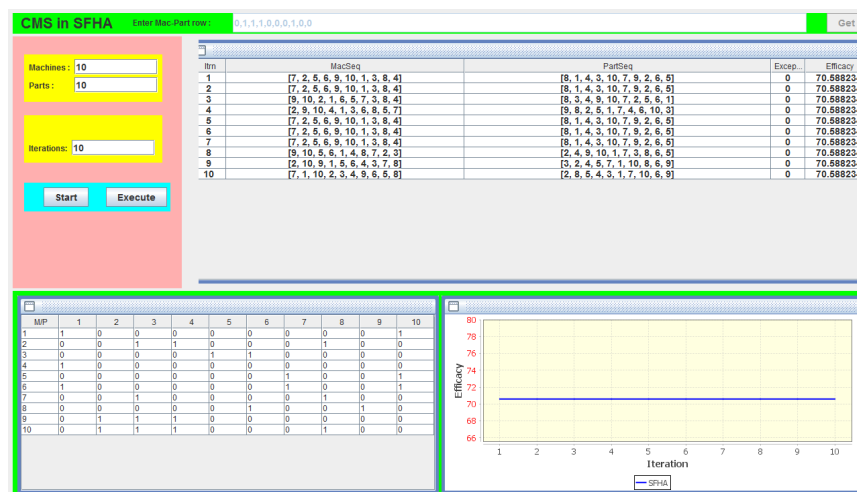 CMS in SFHA Enter Mac-Part row : 0,1,1,1,0,0,0,1,0,0 Get
Machines : 10
Parts : 10
Iterations: 10
Start Execute
Itrn MacSeq PartSeq Excep... Efficacy
1 [7, 2, 5, 6, 9, 10, 1, 3, 8, 4] [8, 1, 4, 3, 10, 7, 9, 2, 6, 5] 0 70.58823
2 [7, 2, 5, 6, 9, 10, 1, 3, 8, 4] [8, 1, 4, 3, 10, 7, 9, 2, 6, 5] 0 70.58823
3 [9, 10, 2, 1, 6, 5, 7, 3, 8, 4] [8, 3, 4, 9, 10, 7, 2, 5, 6, 1] 0 70.58823
4 [2, 9, 10, 4, 1, 3, 6, 8, 5, 7] [9, 8, 2, 5, 1, 7, 4, 6, 10, 3] 0 70.58823
5 [7, 2, 5, 6, 9, 10, 1, 3, 8, 4] [8, 1, 4, 3, 10, 7, 9, 2, 6, 5] 0 70.58823
6 [7, 2, 5, 6, 9, 10, 1, 3, 8, 4] [8, 1, 4, 3, 10, 7, 9, 2, 6, 5] 0 70.58823
7 [7, 2, 5, 6, 9, 10, 1, 3, 8, 4] [8, 1, 4, 3, 10, 7, 9, 2, 6, 5] 0 70.58823
8 [9, 10, 5, 6, 1, 4, 8, 7, 2, 3] [2, 4, 9, 10, 1, 7, 3, 8, 6, 5] 0 70.58823
9 [2, 10, 9, 1, 5, 6, 4, 3, 7, 8] [3, 2, 4, 5, 7, 1, 10, 8, 6, 9] 0 70.58823
10 [7, 1, 10, 2, 3, 4, 9, 6, 5, 8] [2, 8, 5, 4, 3, 1, 7, 10, 6, 9] 0 70.58823
M/P 1 2 3 4 5 6 7 8 9 10
1 1 0 0 0 0 0 0 0 0 1
2 0 0 1 1 0 0 0 1 0 0
3 0 0 0 0 1 1 0 0 0 0
4 1 0 0 0 0 0 0 0 0 0
5 0 0 0 0 0 0 1 0 0 1
6 1 0 0 0 0 0 1 0 0 1
7 0 0 1 0 0 0 0 1 0 0
8 0 0 0 0 0 1 0 0 1 0
9 0 1 1 1 0 0 0 0 0 0
10 0 1 1 1 0 0 0 1 0 0
Efficacy
80
78
76
74
72
70
68
66
1 2 3 4 5 6 7 8 9 10
Iteration
SFHA